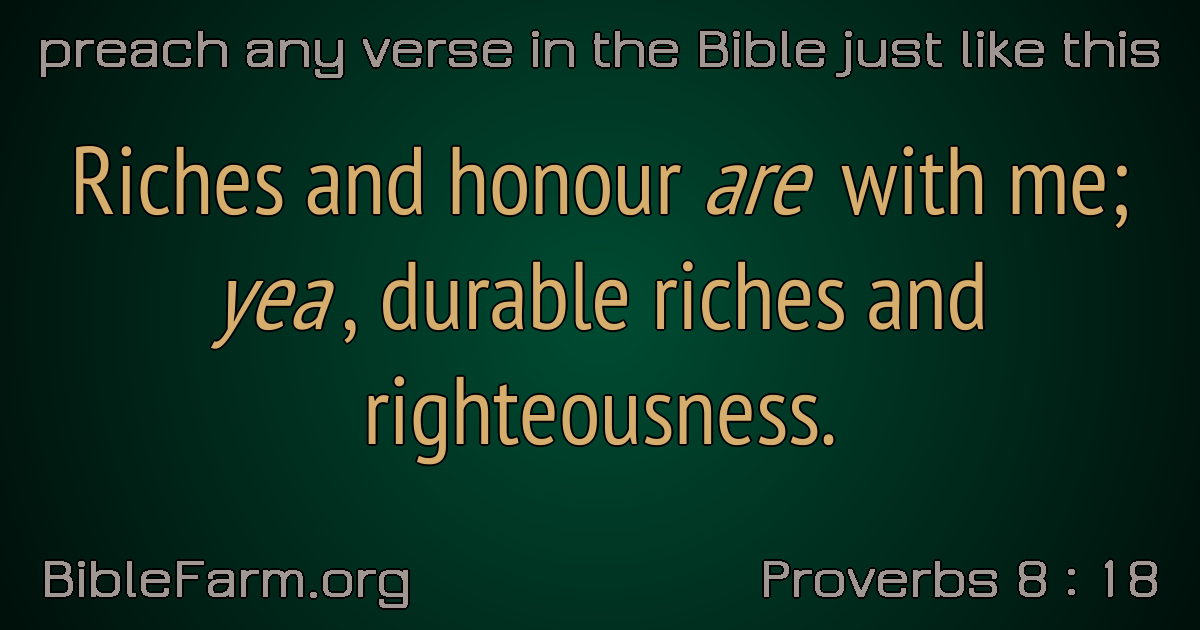 preach any verse in the Bible just like this
Riches and honour are with me;
yea, durable riches and
righteousness.
BibleFarm.org
Proverbs 8 : 18